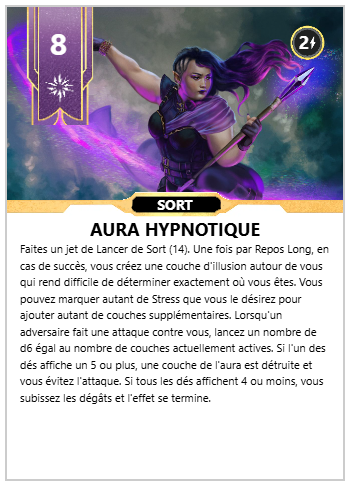 8
2
SORT
AURA HYPNOTIQUE
Faites un jet de Lancer de Sort (14). Une fois par Repos Long, en
cas de succès, vous créez une couche d'illusion autour de vous
qui rend difficile de déterminer exactement où vous êtes. Vous
pouvez marquer autant de Stress que vous le désirez pour
ajouter autant de couches supplémentaires. Lorsqu'un
adversaire fait une attaque contre vous, lancez un nombre de
d6 égal au nombre de couches actuellement actives. Si l'un des
dés affiche un 5 ou plus, une couche de l'aura est détruite et
vous évitez l'attaque. Si tous les dés affichent 4 ou moins, vous
subissez les dégâts et l'effet se termine.